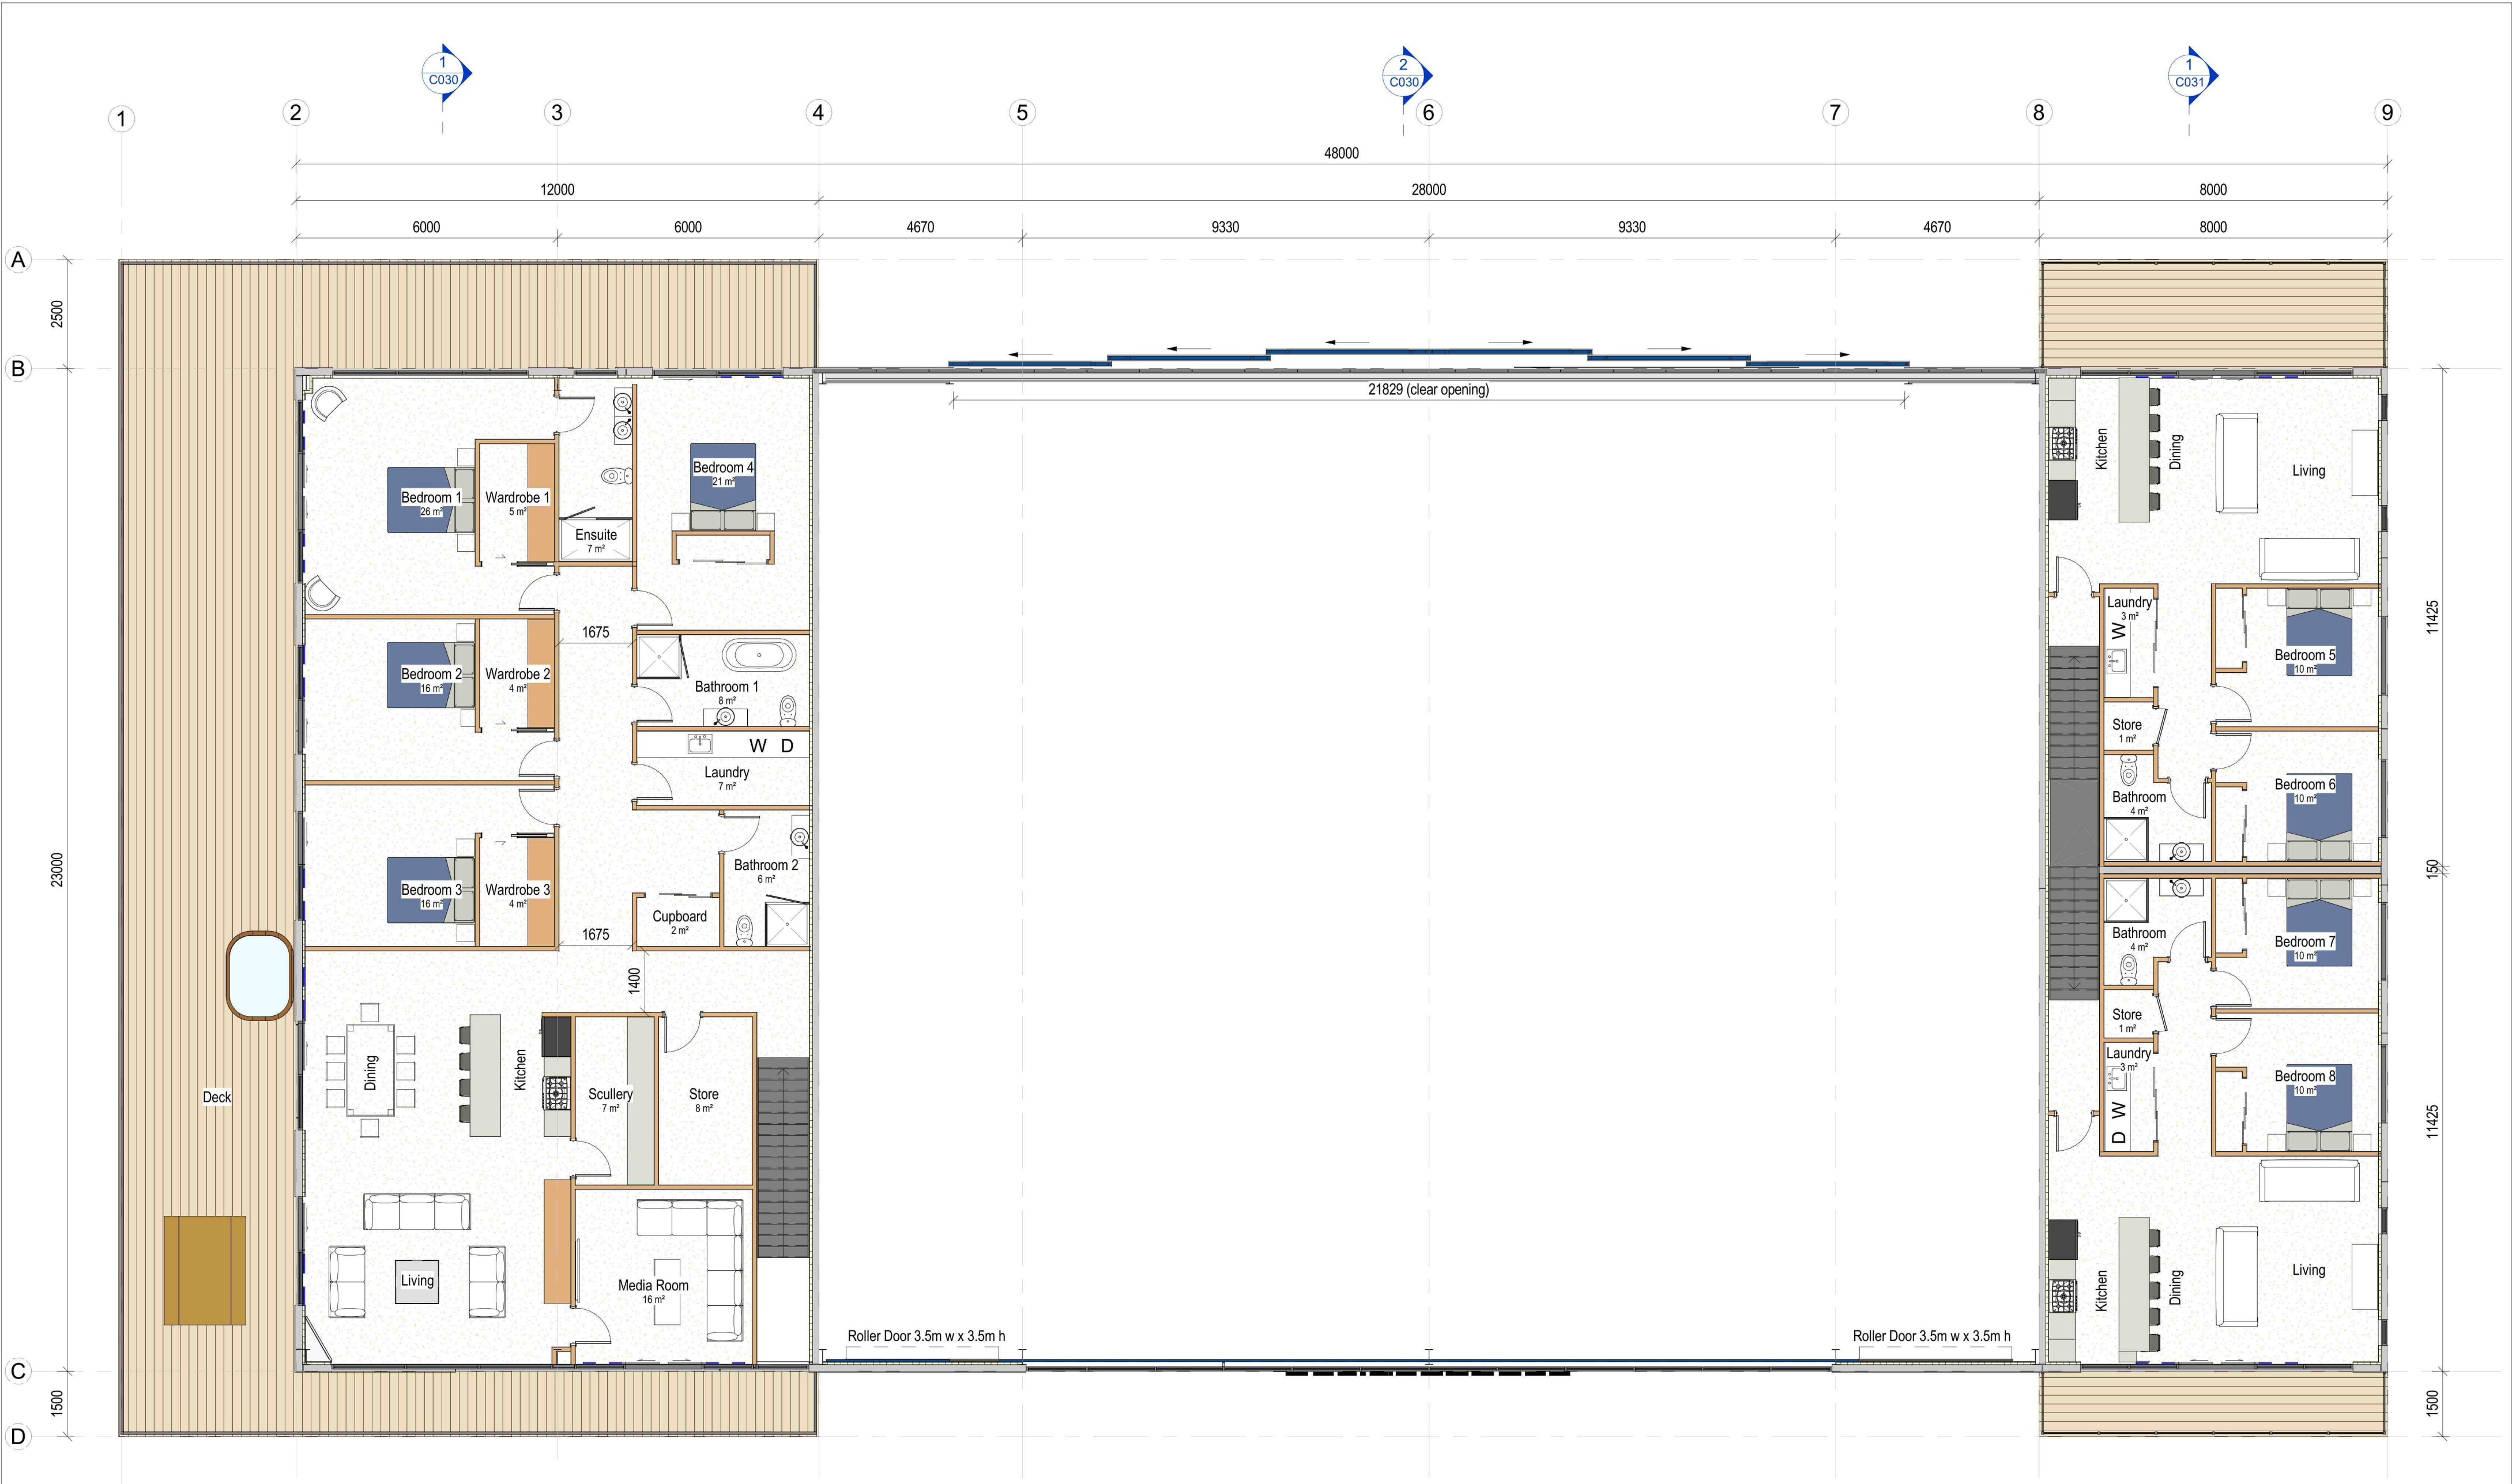 1
C030
2
C030
1
C031
1
2
3
4
5
6
7
8
9
48000
12000
28000
8000
6000
6000
4670
9330
9330
4670
8000
A
2500
B
21829 (clear opening)
Bedroom 1
26 m²
Wardrobe 1
5 m²
Ensuite
7 m²
Bedroom 4
21 m²
1675
Bedroom 2
16 m²
Wardrobe 2
4 m²
Bathroom 1
8 m²
W D
Laundry
7 m²
23000
Bedroom 3
16 m²
Wardrobe 3
4 m²
Bathroom 2
6 m²
Cupboard
2 m²
1675
1400
Deck
Dining
Kitchen
Scullery
7 m²
Store
8 m²
Living
Media Room
16 m²
Roller Door 3.5m w x 3.5m h
Roller Door 3.5m w x 3.5m h
Kitchen
Dining
Living
Laundry
3 m²
W
Bedroom 5
10 m²
11425
Store
1 m²
Bathroom
4 m²
Bedroom 6
10 m²
150
Bathroom
4 m²
Bedroom 7
10 m²
Store
1 m²
Laundry
3 m²
D W
Bedroom 8
10 m²
11425
Kitchen
Dining
Living
C
1500
D
1500